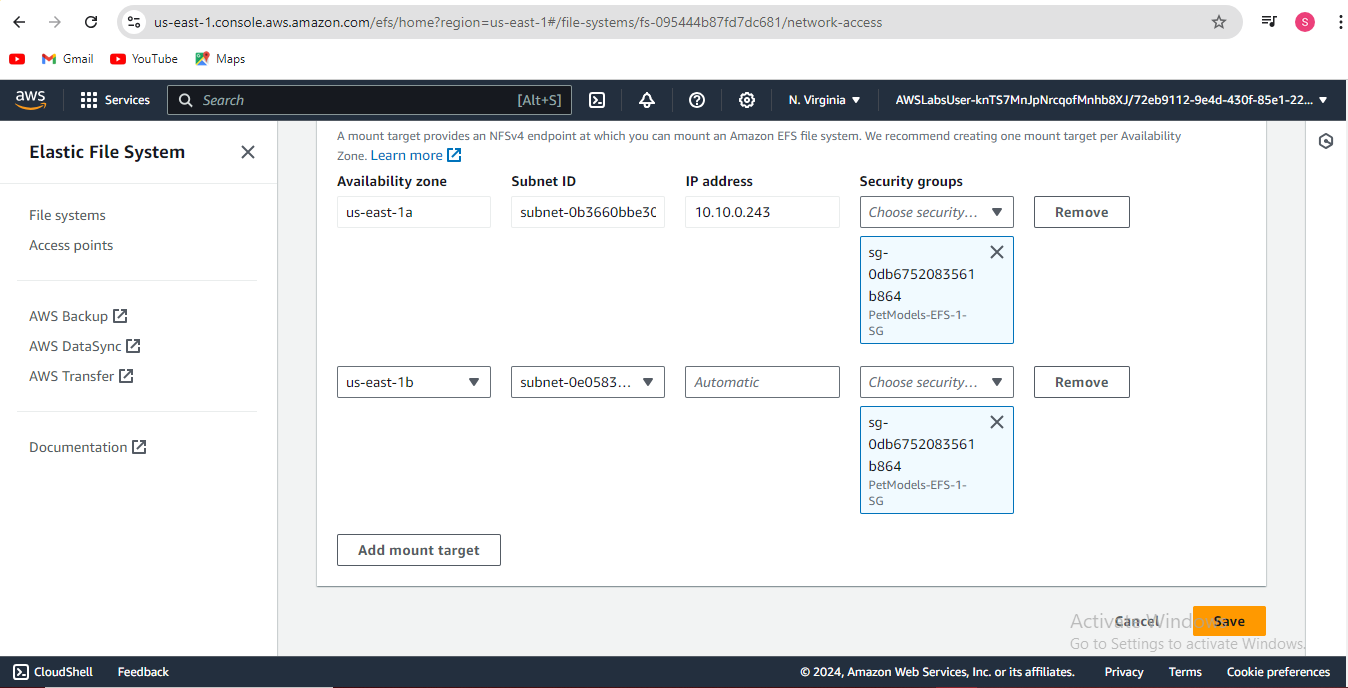 us-east-1.console.aws.amazon.com/efs/home?region=us-east-1#/file-systems/fs-095444b87fd7dc681/network-access
S
Gmail
YouTube
Maps
aws
Services
Search
[Alt+S]
N. Virginia
AWSLabsUser-knTS7MnJpNrcqofMnhb8XJ/72eb9112-9e4d-430f-85e1-22...
Elastic File System
File systems
Access points
AWS Backup
AWS DataSync
AWS Transfer
Documentation
A mount target provides an NFSv4 endpoint at which you can mount an Amazon EFS file system. We recommend creating one mount target per Availability
Zone. Learn more
Availability zone
Subnet ID
IP address
Security groups
us-east-1a
subnet-0b3660bbe30
10.10.0.243
Choose security...
Remove
sg-
0db6752083561
b864
PetModels-EFS-1-
SG
us-east-1b
subnet-0e0583...
Automatic
Choose security...
Remove
sg-
0db6752083561
b864
PetModels-EFS-1-
SG
Add mount target
Cancel
Save
Activate Windows
Go to Settings to activate Windows.
CloudShell
Feedback
© 2024, Amazon Web Services, Inc. or its affiliates.
Privacy
Terms
Cookie preferences